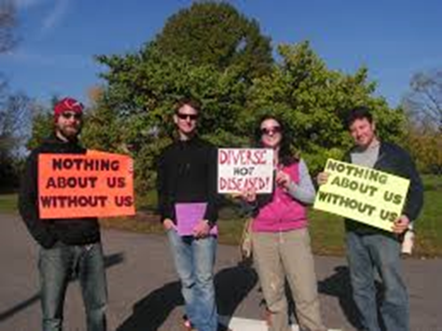 NOTHING
ABOUT US
WITHOUT US
DIVERSE
NOT
DISEASED!
NOTHING
ABOUT US
WITHOUT US